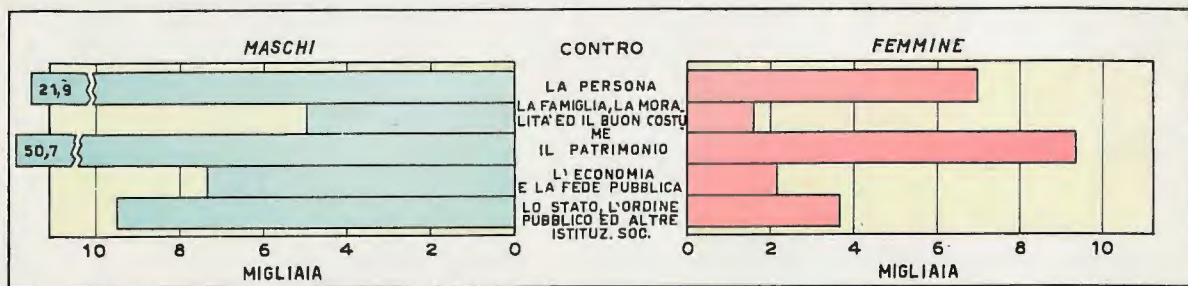 MASCHI CONTRO FEMMINE
21,9 LA PERSONA
LA FAMIGLIA, LA MORA_
LITA' ED IL BUON COSTU
ME
50,7 IL PATRIMONIO
L' ECONOMIA
E LA FEDE PUBBLICA
LO STATO, L'ORDINE
PUBBLICO ED ALTRE
ISTITUZ. SOC.
10 8 6 4 2 0 0 2 4 6 8 10
MIGLIAIA MIGLIAIA